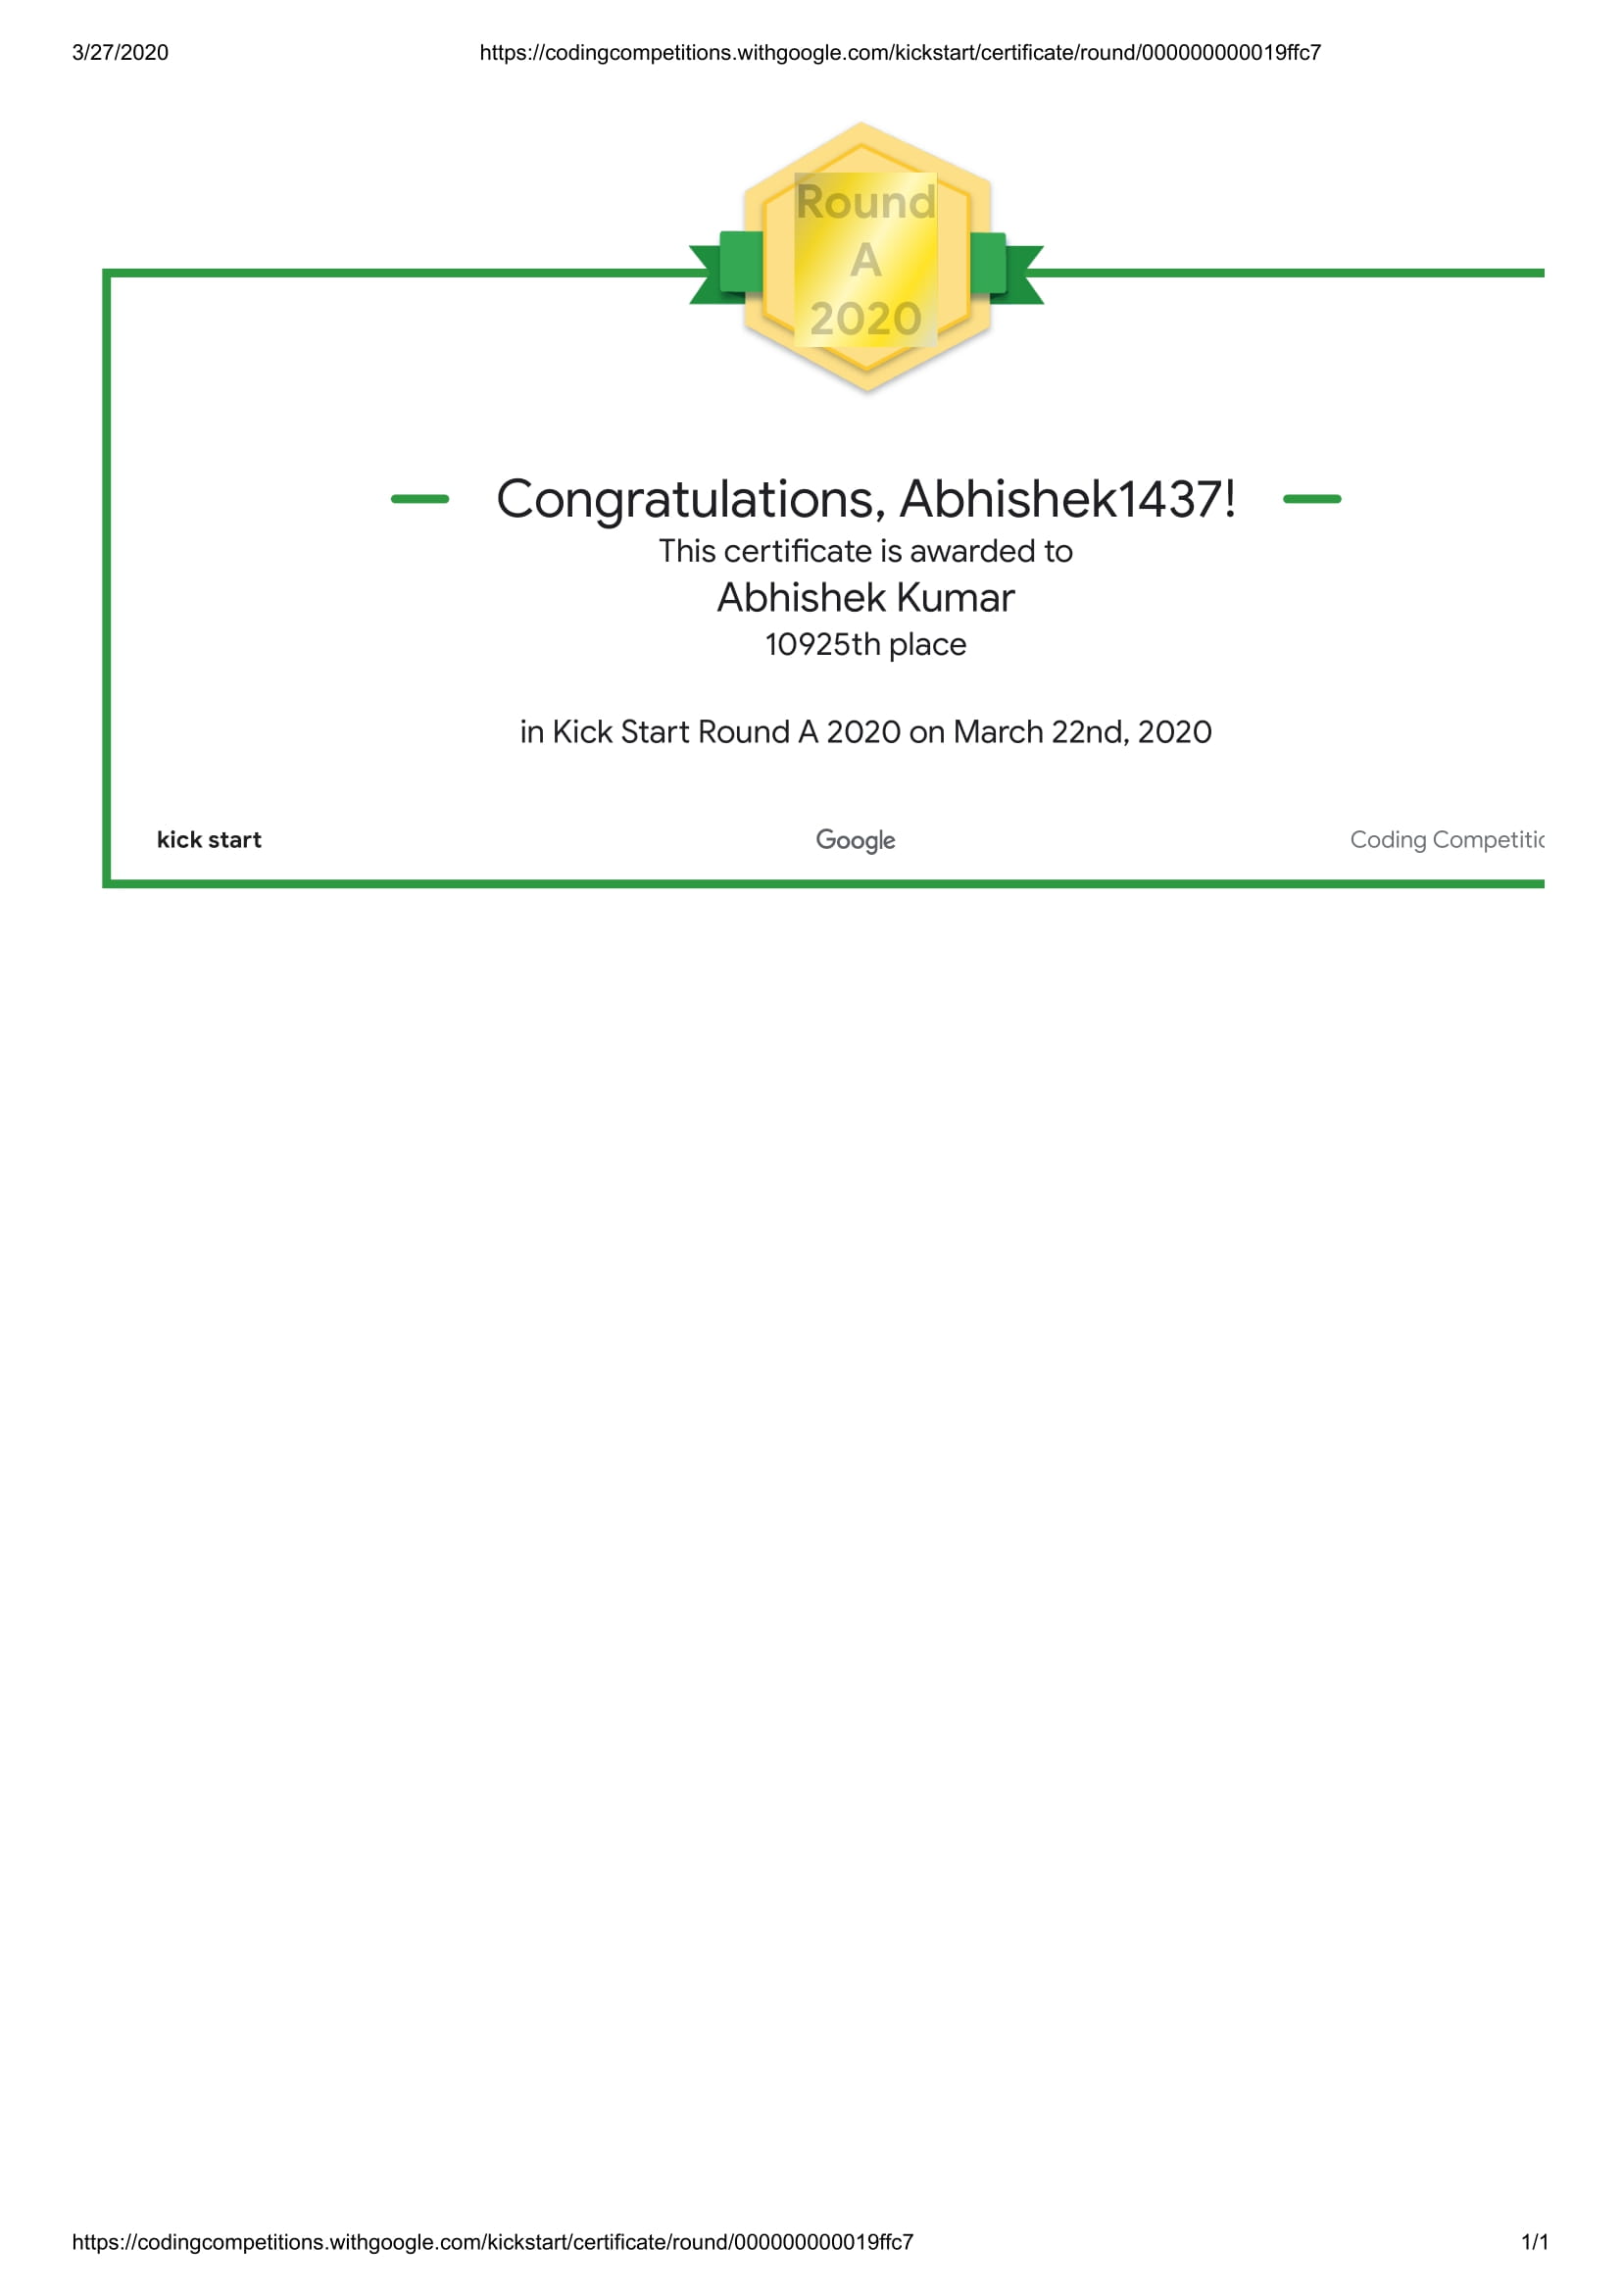 3/27/2020 https://codingcompetitions.withgoogle.com/kickstart/certificate/round/000000000019ffc7
Round
A
2020
Congratulations, Abhishek1437!
This certificate is awarded to
Abhishek Kumar
10925th place
in Kick Start Round A 2020 on March 22nd, 2020
kick start Google Coding Competitic
https://codingcompetitions.withgoogle.com/kickstart/certificate/round/000000000019ffc7 1/1